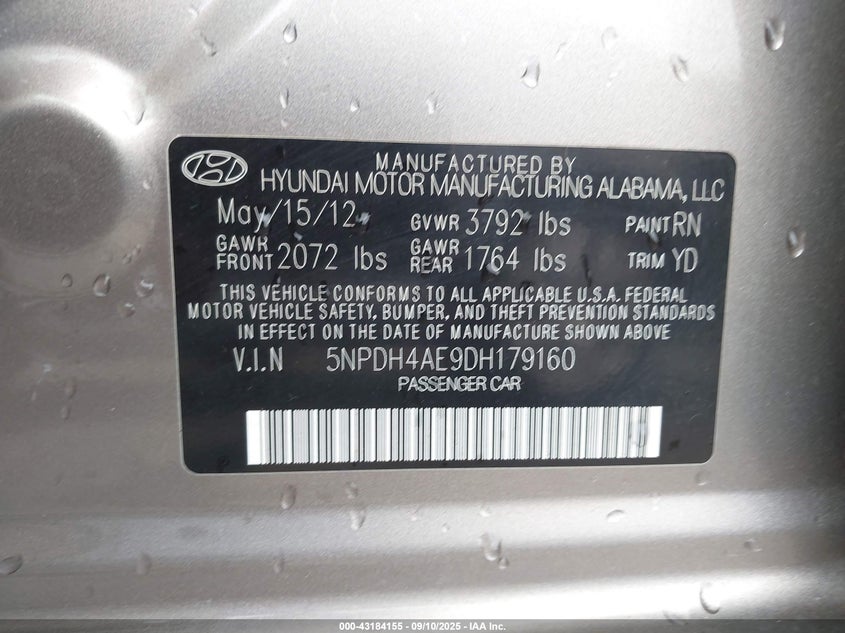 MANUFACTURED BY
HYUNDAI MOTOR MANUFACTURING ALABAMA, LLC
May/15/12 GVWR 3792 lbs PAINT RN
GAWR FRONT 2072 lbs GAWR REAR 1764 lbs TRIM YD
THIS VEHICLE CONFORMS TO ALL APPLICABLE U.S.A. FEDERAL
MOTOR VEHICLE SAFETY, BUMPER, AND THEFT PREVENTION STANDARDS
IN EFFECT ON THE DATE OF MANUFACTURE SHOWN ABOVE
V.I.N 5NPDH4AE9DH179160
PASSENGER CAR
000-43184155 - 09/10/2025 - IAA Inc.